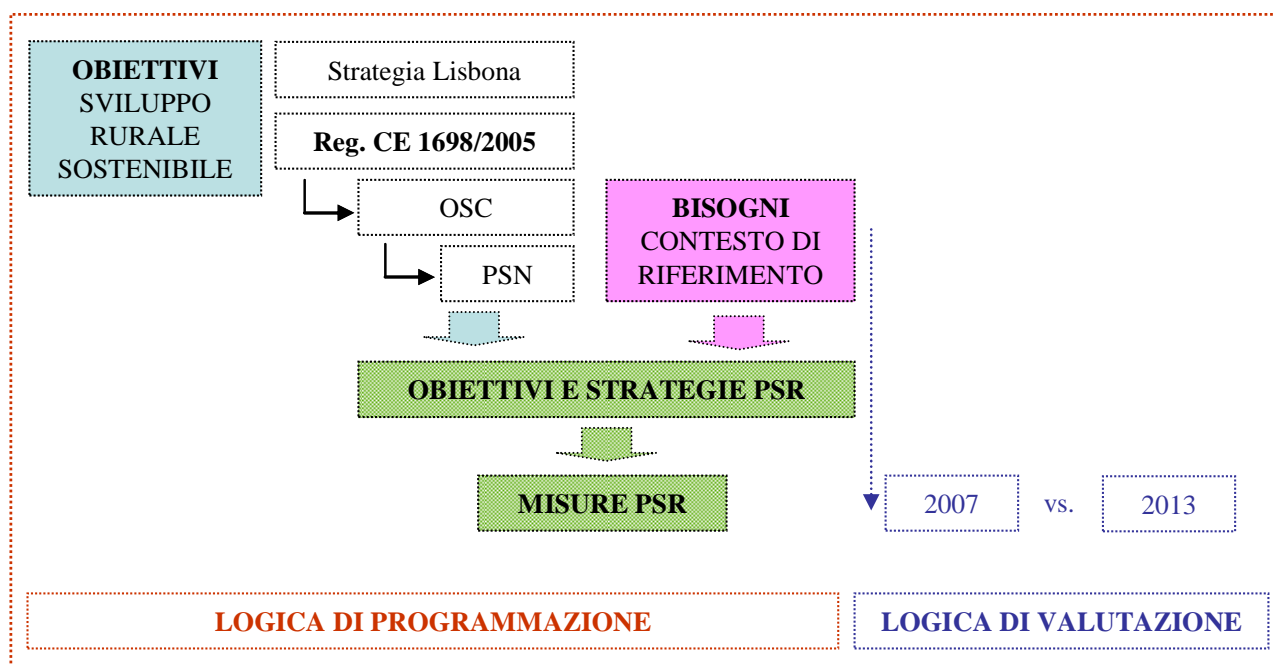 OBIETTIVI
SVILUPPO
RURALE
SOSTENIBILE
Strategia Lisbona
Reg. CE 1698/2005
OSC
PSN
BISOGNI
CONTESTO DI
RIFERIMENTO
OBIETTIVI E STRATEGIE PSR
MISURE PSR
2007 vs. 2013
LOGICA DI PROGRAMMAZIONE
LOGICA DI VALUTAZIONE